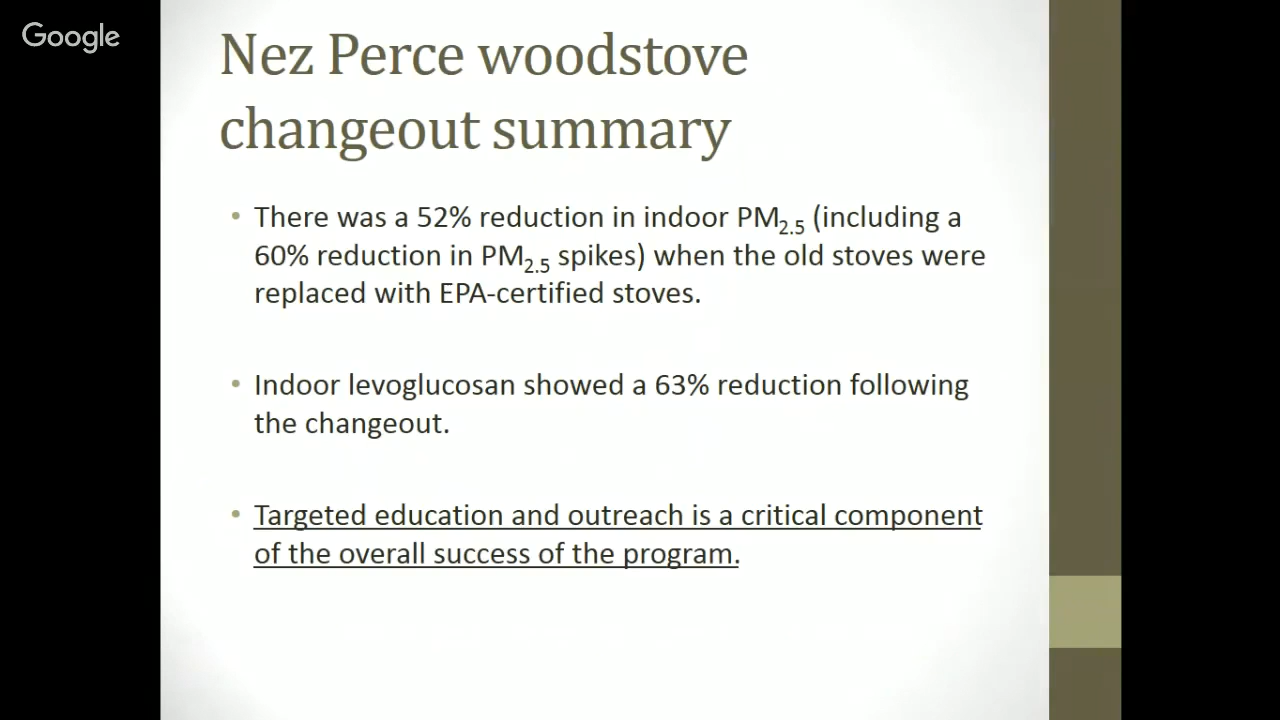 Google
Nez Perce woodstove
changeout summary
• There was a 52% reduction in indoor PM2.5 (including a
60% reduction in PM2.5 spikes) when the old stoves were
replaced with EPA-certified stoves.
• Indoor levoglucosan showed a 63% reduction following
the changeout.
• Targeted education and outreach is a critical component
of the overall success of the program.